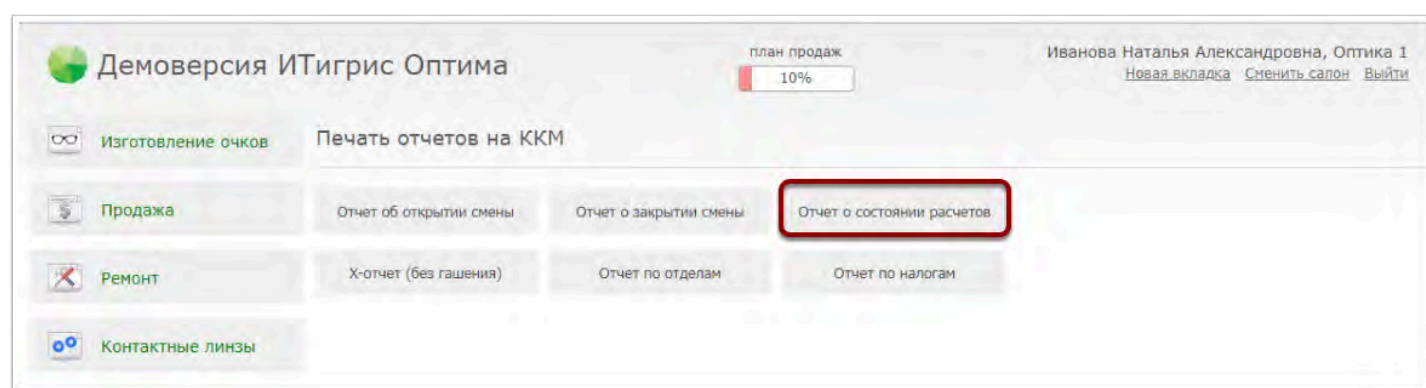 Демоверсия ИТигрис Оптима
план продаж
10%
Иванова Наталья Александровна, Оптика 1
Новая вкладка Сменить салон Выйти
Изготовление очков
Печать отчетов на ККМ
Продажа
Отчет об открытии смены
Отчет о закрытии смены
Отчет о состоянии расчетов
Ремонт
Х-отчет (без гашения)
Отчет по отделам
Отчет по налогам
Контактные линзы